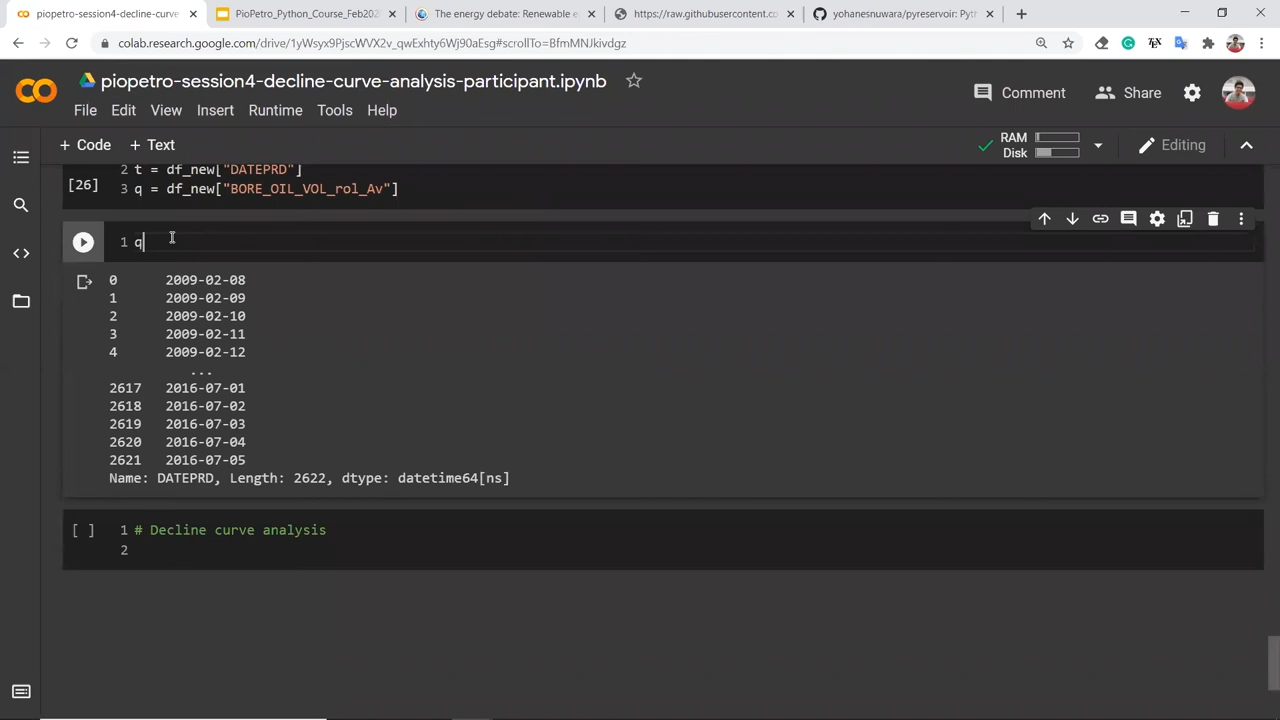 piopetro-session4-decline-curve
PioPetro_Python_Course_Feb202
The energy debate: Renewable e
https://raw.githubusercontent.co
yohanesnuwara/pyreservoir: Pyth
colab.research.google.com/drive/1yWsyx9PjscWVX2v_qwExhty6Wj90aEsg#scrollTo=BfmMNJkivdgz
piopetro-session4-decline-curve-analysis-participant.ipynb
Comment
Share
File Edit View Insert Runtime Tools Help
+ Code + Text
RAM
Disk
Editing
2 t = df_new["DATEPRD"]
[26]
3 q = df_new["BORE_OIL_VOL_rol_Av"]
1 q
0 2009-02-08
1 2009-02-09
2 2009-02-10
3 2009-02-11
4 2009-02-12
...
2617 2016-07-01
2618 2016-07-02
2619 2016-07-03
2620 2016-07-04
2621 2016-07-05
Name: DATEPRD, Length: 2622, dtype: datetime64[ns]
[ ] 1 # Decline curve analysis
2